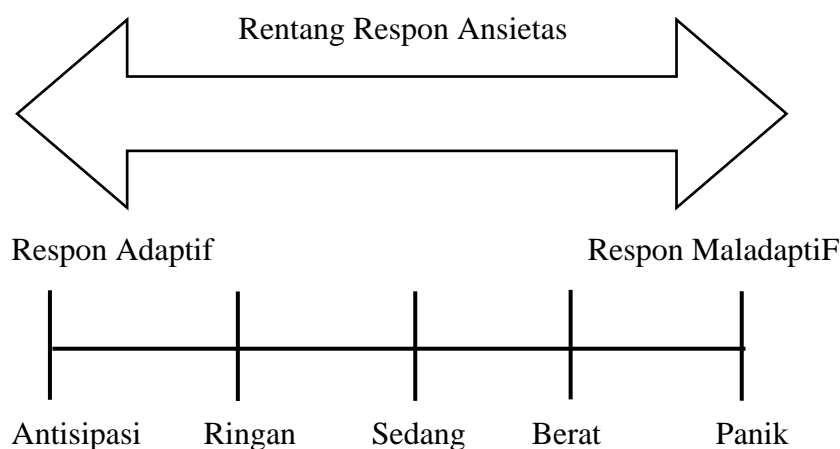 Rentang Respon Ansietas
Respon Adaptif Respon MaladaptiF
Antisipasi Ringan Sedang Berat Panik